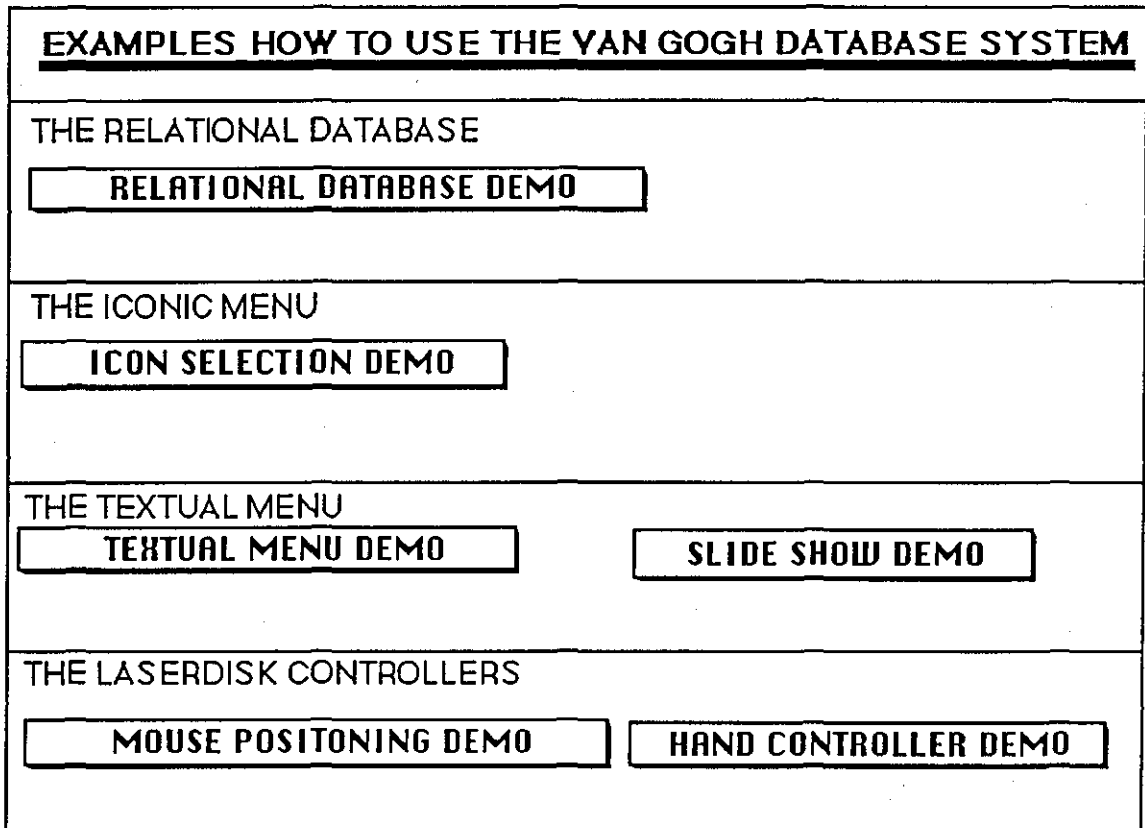 EXAMPLES HOW TO USE THE VAN GOGH DATABASE SYSTEM
THE RELATIONAL DATABASE
RELATIONAL DATABASE DEMO
THE ICONIC MENU
ICON SELECTION DEMO
THE TEXTUAL MENU
TEXTUAL MENU DEMO SLIDE SHOW DEMO
THE LASERDISK CONTROLLERS
MOUSE POSITONING DEMO HAND CONTROLLER DEMO